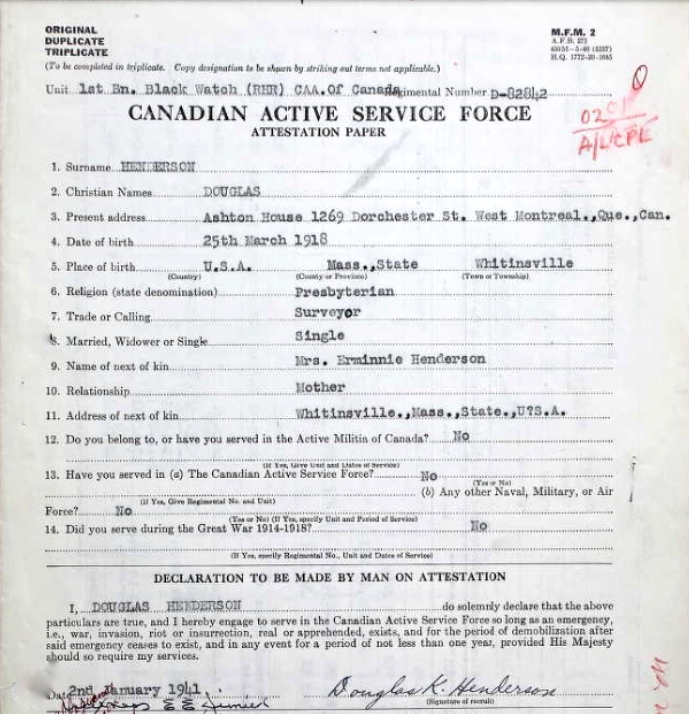 ORIGINAL
DUPLICATE
TRIPLICATE
M.F.M. 2
A.F.B. 271
450M—5-40 (5257)
H.Q. 1772-39-1645
(To be completed in triplicate. Copy designation to be shown by striking out terms not applicable.)
Unit 1st Bn. Black Watch (RHR) CAA.Of Canada Regimental Number D-82842
CANADIAN ACTIVE SERVICE FORCE
ATTESTATION PAPER
A/L/CPL
1. Surname HENDERSON
2. Christian Names DOUGLAS
3. Present address Ashton House 1269 Dorchester St. West Montreal.,Que.,Can.
4. Date of birth 25th March 1918
5. Place of birth U.S.A. Mass.,State Whitinsville
(Country) (County or Province) (Town or Township)
6. Religion (state denomination) Presbyterian
7. Trade or Calling Surveyor
8. Married, Widower or Single Single
9. Name of next of kin Mrs. Erminnie Henderson
10. Relationship Mother
11. Address of next of kin Whitinsville.,Mass.,State.,U?S.A.
12. Do you belong to, or have you served in the Active Militia of Canada? No
(If Yes, Give Unit and Dates of Service)
13. Have you served in (a) The Canadian Active Service Force? No
(Yes or No)
(b) Any other Naval, Military, or Air
(If Yes, Give Regimental No. and Unit)
Force? No
(Yes or No) (If Yes, specify Unit and Period of Service)
14. Did you serve during the Great War 1914-1918? No
(If Yes, specify Regimental No., Unit and Dates of Service)
DECLARATION TO BE MADE BY MAN ON ATTESTATION
I, DOUGLAS HENDERSON do solemnly declare that the above
particulars are true, and I hereby engage to serve in the Canadian Active Service Force so long as an emergency,
i.e., war, invasion, riot or insurrection, real or apprehended, exists, and for the period of demobilization after
said emergency ceases to exist, and in any event for a period of not less than one year, provided His Majesty
should so require my services.
Date 2nd January 1941 Douglas K. Henderson
(Signature of recruit)